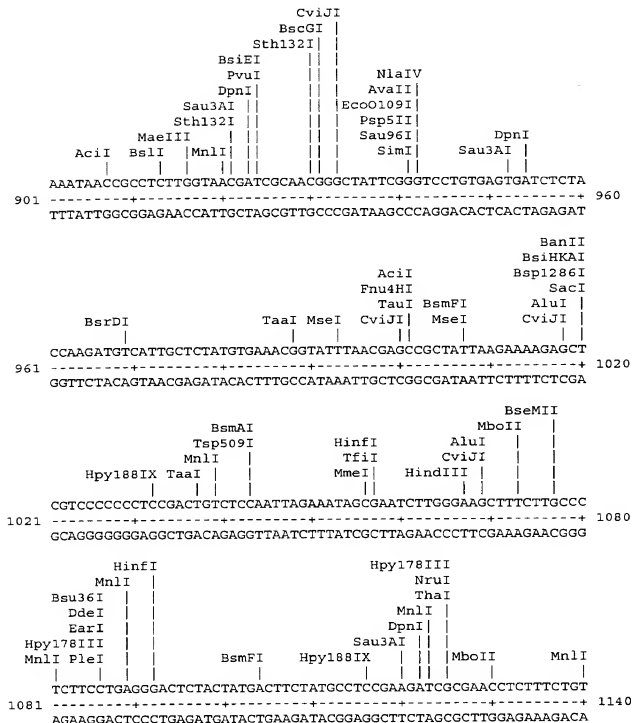 CviJI
BscGI
Sth132I
BsiEI
PvuI NlaIV
DpnI AvaII
Sau3AI EcoO109I
Sth132I Psp5II
MaeIII Sau96I DpnI
AciI BslI MnlI SimI Sau3AI
AAATAACCGCCTCTTGGTAACGATCGCAACGGGCTATTCGGGTCCTGTGAGTGATCTCTA
901 ---------+---------+---------+---------+---------+---------+ 960
TTTATTGGCGGAGAACCATTGCTAGCGTTGCCCGATAAGCCCAGGACACTCACTAGAGAT
BanII
BsiHKAI
AciI Bsp1286I
Fnu4HI SacI
TauI BsmFI AluI
BsrDI TaaI MseI CviJI MseI CviJI
CCAAGATGTCATTGCTCTATGTGAAACGGTATTTAACGAGCCGCTATTAAGAAAAGAGCT
961 ---------+---------+---------+---------+---------+---------+ 1020
GGTTCTACAGTAACGAGATACACTTTGCCATAAATTGCTCGGCGATAATTCTTTTCTCGA
BseMII
BsmAI MboII
Tsp509I HinfI AluI
MnlI TfiI CviJI
Hpy188IX TaaI MmeI HindIII
CGTCCCCCCCTCCGACTGTCTCCAATTAGAAATAGCGAATCTTGGGAAGCTTTCTTGCCC
1021 ---------+---------+---------+---------+---------+---------+ 1080
GCAGGGGGGGAGGCTGACAGAGGTTAATCTTTATCGCTTAGAACCCTTCGAAAGAACGGG
HinfI Hpy178III
MnlI NruI
Bsu36I ThaI
DdeI MnlI
EarI DpnI
Hpy178III Sau3AI
MnlI PleI BsmFI Hpy188IX MboII MnlI
TCTTCCTGAGGGACTCTACTATGACTTCTATGCCTCCGAAGATCGCGAACCTCTTTCTGT
1081 ---------+---------+---------+---------+---------+---------+ 1140
AGAAGGACTCCCTGAGATGATACTGAAGATACGGAGGCTTCTAGCGCTTGGAGAAAGACA